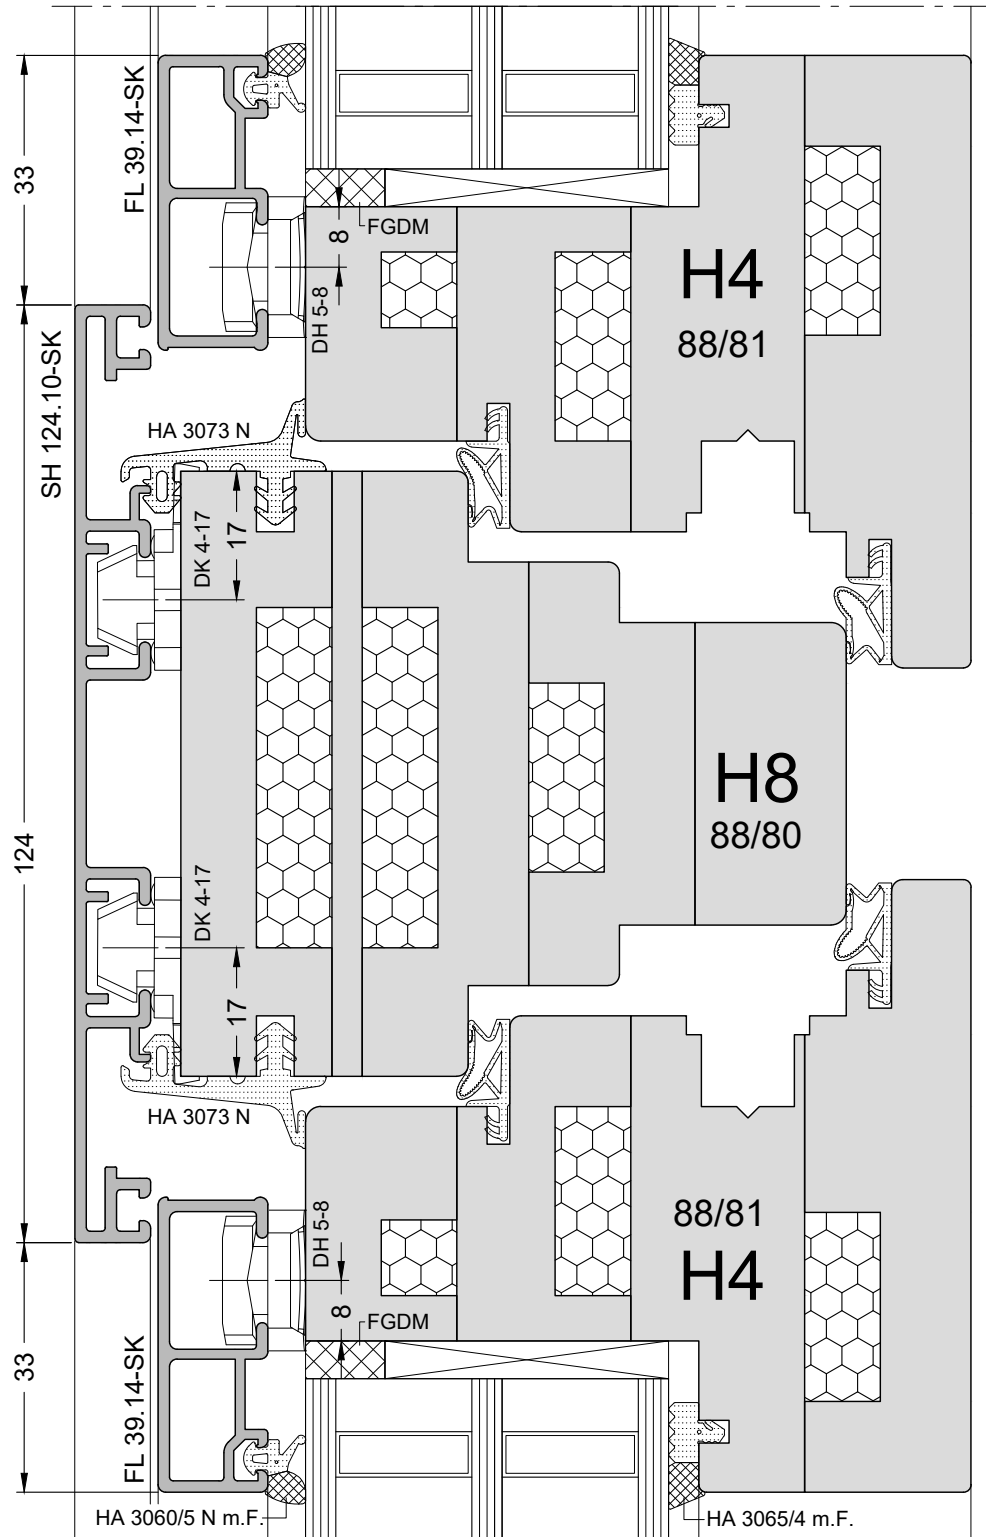 33
FL 39.14-SK
FGDM
8
DH 5-8
H4
88/81
SH 124.10-SK
HA 3073 N
DK 4-17
17
124
H8
88/80
DK 4-17
17
HA 3073 N
DH 5-8
8
FGDM
88/81
H4
33
FL 39.14-SK
HA 3060/5 N m.F.
HA 3065/4 m.F.